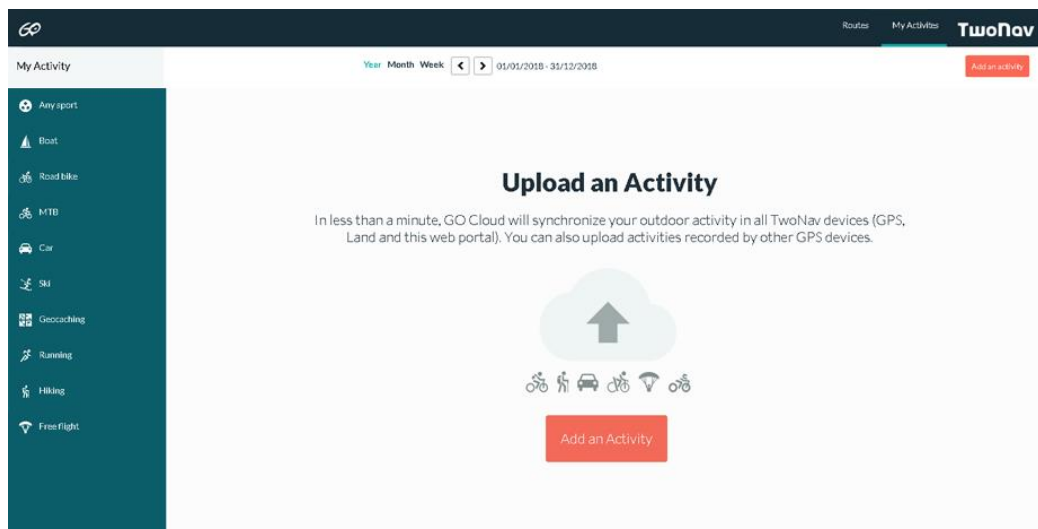 GO
Routes
My Activites
TwoNav
My Activity
Year Month Week
01/01/2018 - 31/12/2018
Add an activity
Any sport
Boat
Road bike
MTB
Car
Ski
Geocaching
Running
Hiking
Free flight
Upload an Activity
In less than a minute, GO Cloud will synchronize your outdoor activity in all TwoNav devices (GPS,
Land and this web portal). You can also upload activities recorded by other GPS devices.
Add an Activity